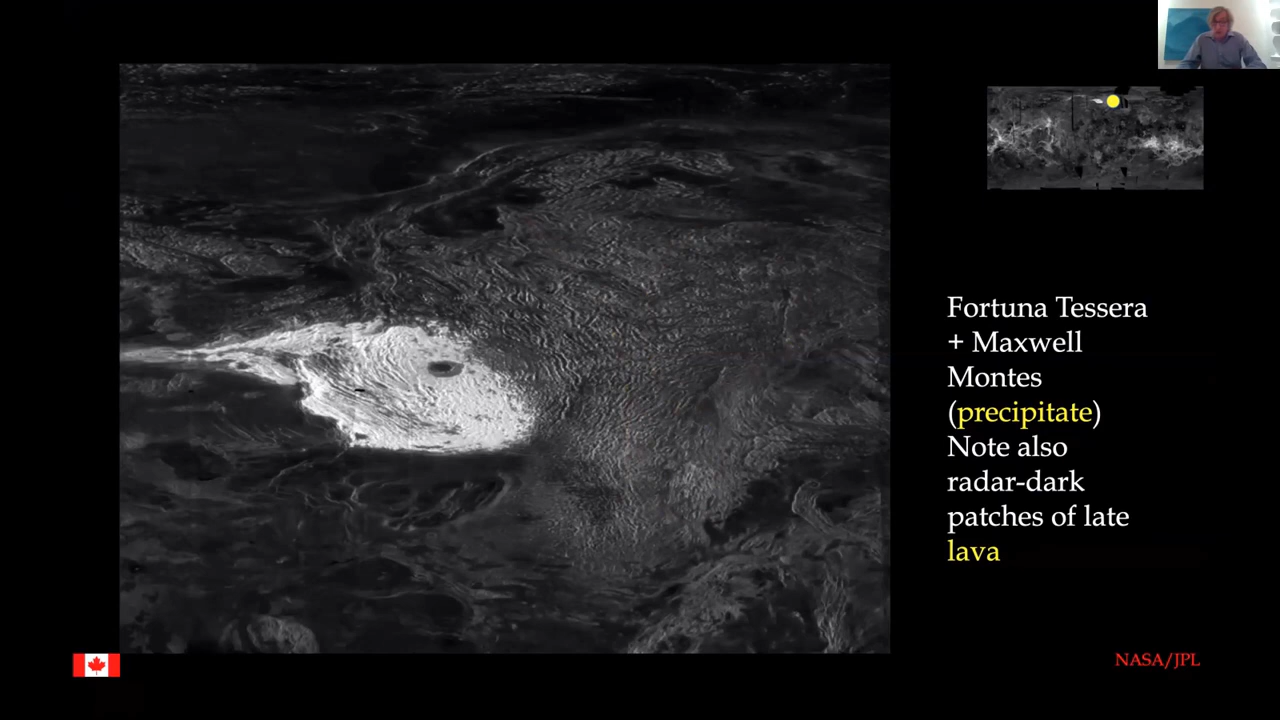 Fortuna Tessera
+ Maxwell
Montes
(precipitate)
Note also
radar-dark
patches of late
lava
NASA/JPL